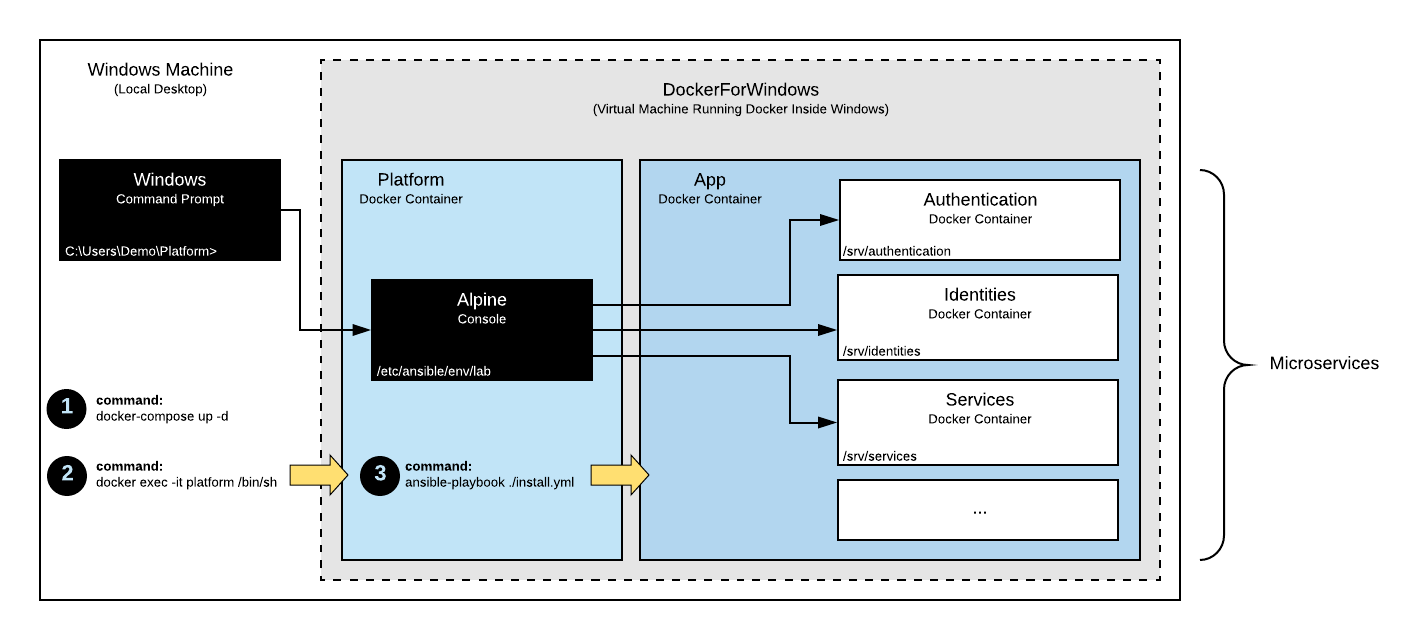 Windows Machine
(Local Desktop)
DockerForWindows
(Virtual Machine Running Docker Inside Windows)
Windows
Command Prompt
C:\Users\Demo\Platform>
Platform
Docker Container
Alpine
Console
/etc/ansible/env/lab
App
Docker Container
Authentication
Docker Container
/srv/authentication
Identities
Docker Container
/srv/identities
Services
Docker Container
/srv/services
...
Microservices
1
command:
docker-compose up -d
2
command:
docker exec -it platform /bin/sh
3
command:
ansible-playbook ./install.yml